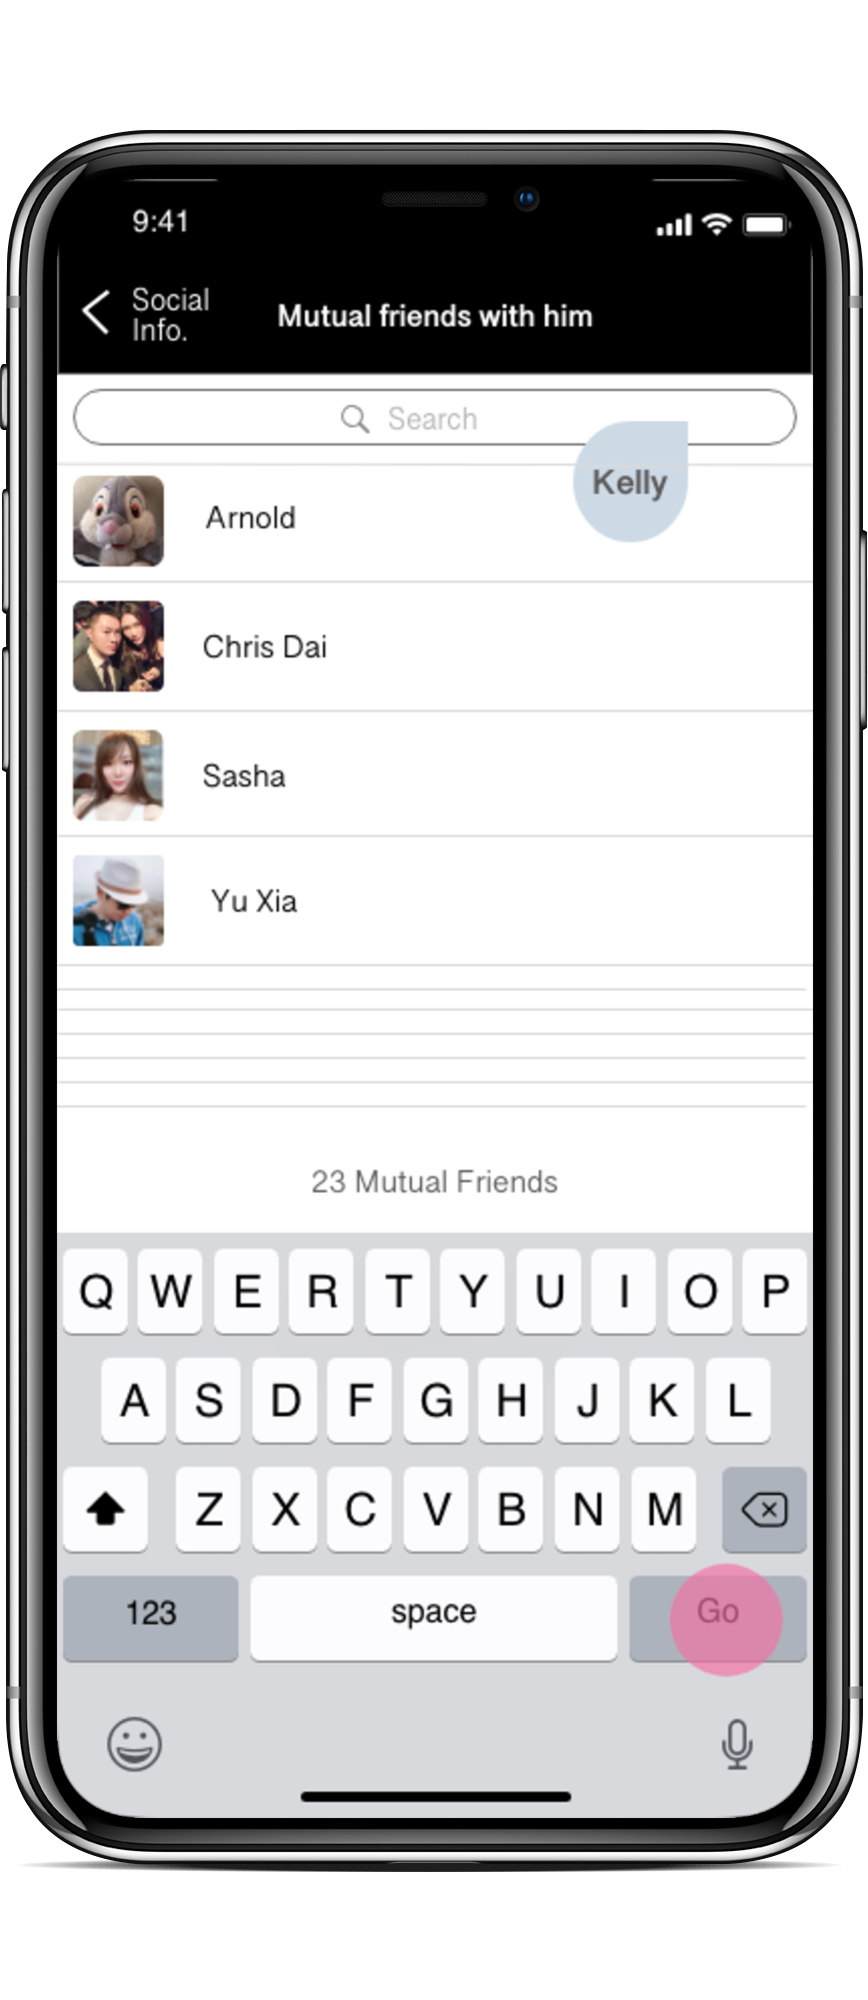 9:41
Social
Info.
Mutual friends with him
Search
Kelly
Arnold
Chris Dai
Sasha
Yu Xia
23 Mutual Friends
Q W E R T Y U I O P
A S D F G H J K L
Z X C V B N M
123 space Go